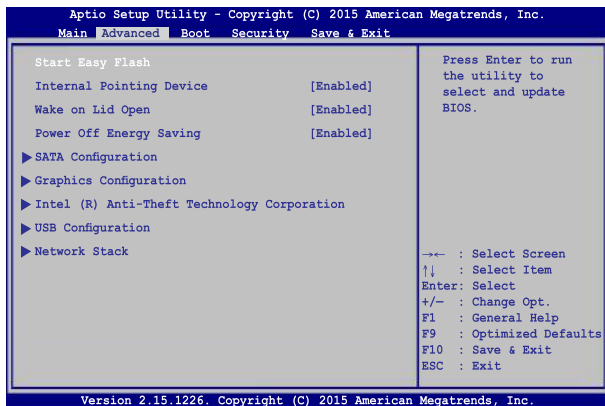 Aptio Setup Utility - Copyright (C) 2015 American Megatrends, Inc.
Main Advanced Boot Security Save & Exit
Start Easy Flash
Internal Pointing Device [Enabled]
Wake on Lid Open [Enabled]
Power Off Energy Saving [Enabled]
SATA Configuration
Graphics Configuration
Intel (R) Anti-Theft Technology Corporation
USB Configuration
Network Stack
Press Enter to run
the utility to
select and update
BIOS.
→← : Select Screen
↑↓ : Select Item
Enter: Select
+/— : Change Opt.
F1 : General Help
F9 : Optimized Defaults
F10 : Save & Exit
ESC : Exit
Version 2.15.1226. Copyright (C) 2015 American Megatrends, Inc.